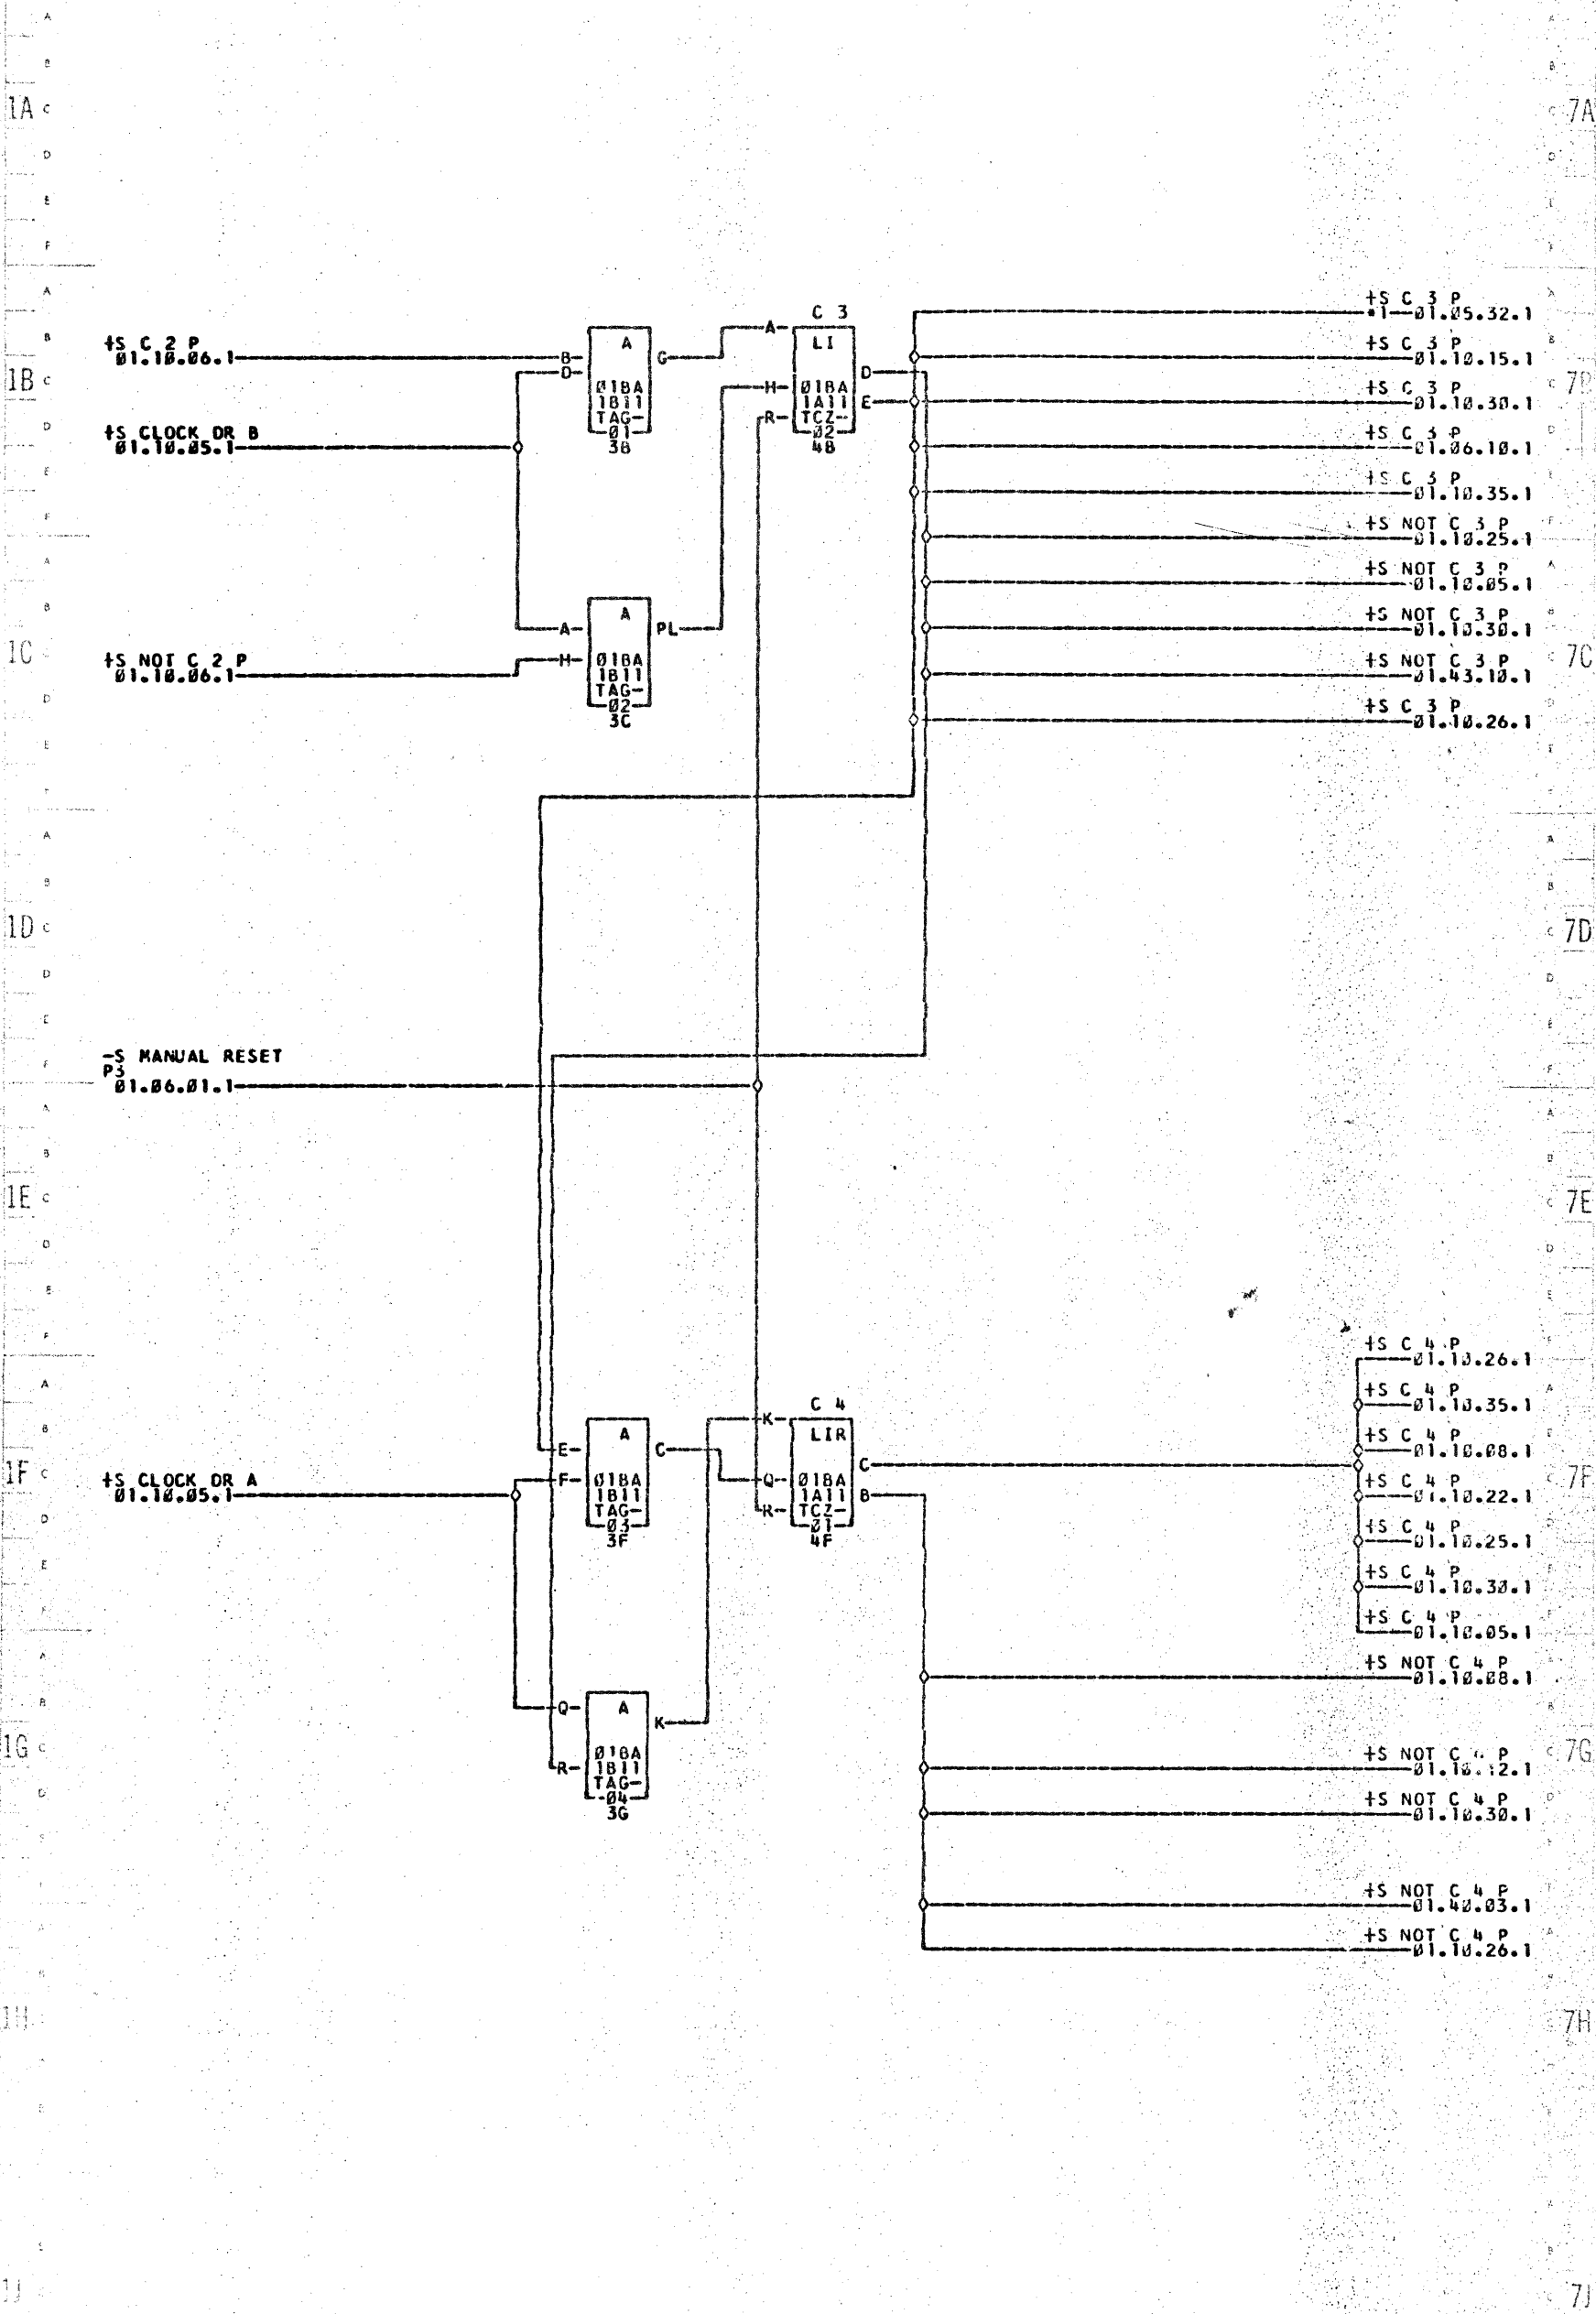 1A
7A
+S C 3 P
*1—01.05.32.1
C 3
+S C 2 P
01.10.06.1
B
D
A
G
01BA
1B11
TAG-
01
3B
A
H
R
LI
01BA
1A11
TCZ-
02
4B
D
E
+S C 3 P
01.10.15.1
1B
+S C 3 P
01.10.30.1
+S CLOCK DR B
01.10.05.1
+S C 3 P
01.06.10.1
+S C 3 P
01.10.35.1
+S NOT C 3 P
01.10.25.1
+S NOT C 3 P
01.10.05.1
A
H
A
PL
01BA
1B11
TAG-
02
3C
+S NOT C 3 P
01.10.30.1
1C
7C
+S NOT C 2 P
01.10.06.1
+S NOT C 3 P
01.43.10.1
+S C 3 P
01.10.26.1
1D
7D
-S MANUAL RESET
P3
01.06.01.1
1E
7E
+S C 4 P
01.10.26.1
+S C 4 P
01.10.35.1
C 4
E
F
A
C
01BA
1B11
TAG-
03
3F
K
Q
R
LIR
01BA
1A11
TCZ-
01
4F
C
B
+S C 4 P
01.10.08.1
1F
7F
+S CLOCK DR A
01.10.05.1
+S C 4 P
01.10.22.1
+S C 4 P
01.10.25.1
+S C 4 P
01.10.30.1
+S C 4 P
01.10.05.1
+S NOT C 4 P
01.10.08.1
Q
R
A
K
01BA
1B11
TAG-
04
3G
1G
7G
+S NOT C P
+S NOT C 4 P
01.10.30.1
+S NOT C 4 P
01.40.03.1
+S NOT C 4 P
01.10.26.1
1H
7H
1J
7J